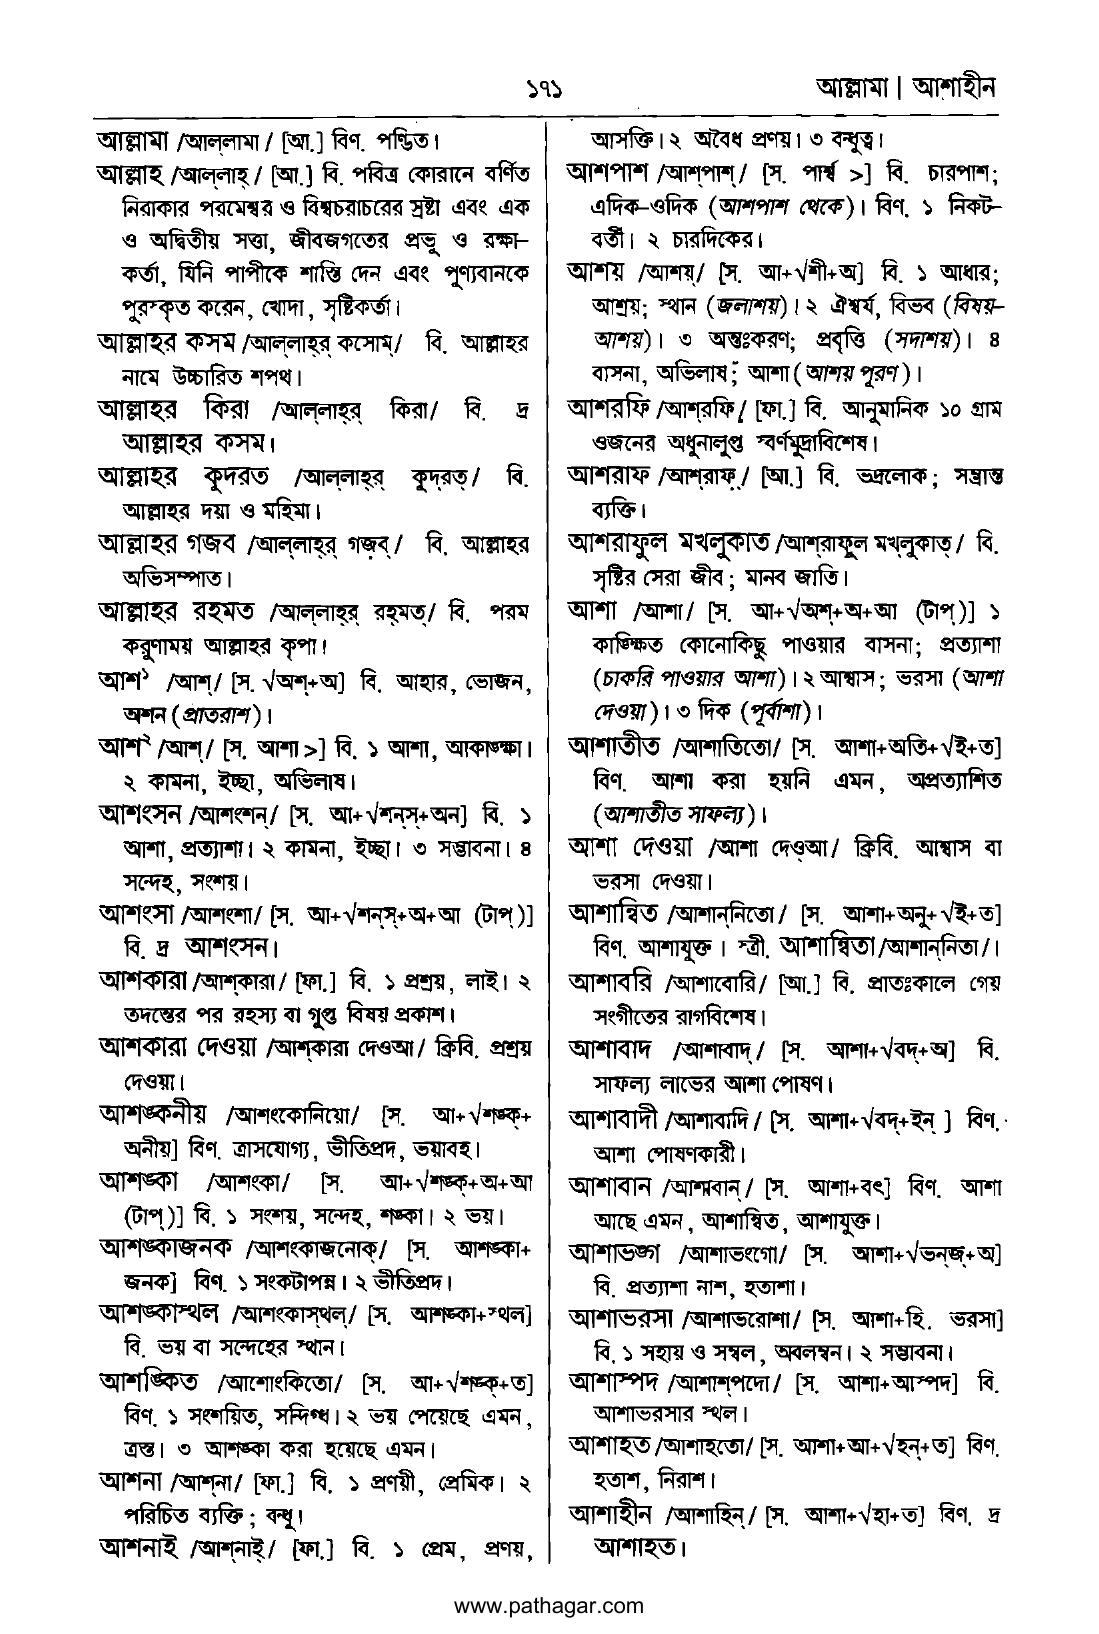 ১৭১
আল্লামা | আশাহীন
আল্লামা /আল্‌লামা/ [আ.] বিণ. পণ্ডিত।
আল্লাহ /আল্‌লাহ্/ [আ.] বি. পবিত্র কোরানে বর্ণিত
নিরাকার পরমেশ্বর ও বিশ্বচরাচরের স্রষ্টা এবং এক
ও অদ্বিতীয় সত্তা, জীবজগতের প্রভু ও রক্ষা-
কর্তা, যিনি পাপীকে শাস্তি দেন এবং পুণ্যবানকে
পুরস্কৃত করেন, খোদা, সৃষ্টিকর্তা।
আল্লাহর কসম /আল্‌লাহ্‌র্ কসোম্/ বি. আল্লাহর
নামে উচ্চারিত শপথ।
আল্লাহর কিরা /আল্‌লাহ্‌র্ কিরা/ বি. দ্র
আল্লাহর কসম।
আল্লাহর কুদরত /আল্‌লাহ্‌র্ কুদ্‌রত্/ বি.
আল্লাহর দয়া ও মহিমা।
আল্লাহর গজব /আল্‌লাহ্‌র্ গজ়ব্/ বি. আল্লাহর
অভিসম্পাত।
আল্লাহর রহমত /আল্‌লাহ্‌র্ রহ্‌মত্/ বি. পরম
করুণাময় আল্লাহর কৃপা।
আশ১ /আশ্/ [স. √অশ্+অ] বি. আহার, ভোজন,
অশন (প্রাতরাশ)।
আশ২ /আশ্/ [স. আশা >] বি. ১ আশা, আকাঙ্ক্ষা।
২ কামনা, ইচ্ছা, অভিলাষ।
আশংসন /আশংশন্/ [স. আ+√শন্‌স্+অন] বি. ১
আশা, প্রত্যাশা। ২ কামনা, ইচ্ছা। ৩ সম্ভাবনা। ৪
সন্দেহ, সংশয়।
আশংসা /আশংশা/ [স. আ+√শন্‌স্+অ+আ (টাপ্)]
বি. দ্র আশংসন।
আশকারা /আশ্‌কারা/ [ফা.] বি. ১ প্রশ্রয়, লাই। ২
তদন্তের পর রহস্য বা গুপ্ত বিষয় প্রকাশ।
আশকারা দেওয়া /আশ্‌কারা দেওআ/ ক্রিবি. প্রশ্রয়
দেওয়া।
আশঙ্কনীয় /আশংকোনিয়ো/ [স. আ+√শঙ্ক্+
অনীয়] বিণ. ত্রাসযোগ্য, ভীতিপ্রদ, ভয়াবহ।
আশঙ্কা /আশংকা/ [স. আ+√শঙ্ক্+অ+আ
(টাপ্)] বি. ১ সংশয়, সন্দেহ, শঙ্কা। ২ ভয়।
আশঙ্কাজনক /আশংকাজনোক্/ [স. আশঙ্কা+
জনক] বিণ. ১ সংকটাপন্ন। ২ ভীতিপ্রদ।
আশঙ্কাস্থল /আশংকাস্‌থল্/ [স. আশঙ্কা+স্থল]
বি. ভয় বা সন্দেহের স্থান।
আশঙ্কিত /আশোংকিতো/ [স. আ+√শঙ্ক্+ত]
বিণ. ১ সংশয়িত, সন্দিগ্ধ। ২ ভয় পেয়েছে এমন,
ত্রস্ত। ৩ আশঙ্কা করা হয়েছে এমন।
আশনা /আশ্‌না/ [ফা.] বি. ১ প্রণয়ী, প্রেমিক। ২
পরিচিত ব্যক্তি; বন্ধু।
আশনাই /আশ্‌নাই্/ [ফা.] বি. ১ প্রেম, প্রণয়,
আসক্তি। ২ অবৈধ প্রণয়। ৩ বন্ধুত্ব।
আশপাশ /আশ্‌পাশ্/ [স. পার্শ্ব >] বি. চারপাশ;
এদিক-ওদিক (আশপাশ থেকে)। বিণ. ১ নিকট-
বর্তী। ২ চারদিকের।
আশয় /আশয়্/ [স. আ+√শী+অ] বি. ১ আধার;
আশ্রয়; স্থান (জলাশয়)। ২ ঐশ্বর্য, বিভব (বিষয়-
আশয়)। ৩ অন্তঃকরণ; প্রবৃত্তি (সদাশয়)। ৪
বাসনা, অভিলাষ; আশা (আশয় পূরণ)।
আশরফি /আশ্‌রফি/ [ফা.] বি. আনুমানিক ১০ গ্রাম
ওজনের অধুনালুপ্ত স্বর্ণমুদ্রাবিশেষ।
আশরাফ /আশ্‌রাফ্/ [আ.] বি. ভদ্রলোক; সম্ভ্রান্ত
ব্যক্তি।
আশরাফুল মখলুকাত /আশ্‌রাফুল মখ্‌লুকাত্/ বি.
সৃষ্টির সেরা জীব; মানব জাতি।
আশা /আশা/ [স. আ+√অশ্+অ+আ (টাপ্)] ১
কাঙ্ক্ষিত কোনোকিছু পাওয়ার বাসনা; প্রত্যাশা
(চাকরি পাওয়ার আশা)। ২ আশ্বাস; ভরসা (আশা
দেওয়া)। ৩ দিক (পূর্বাশা)।
আশাতীত /আশাতিতো/ [স. আশা+অতি+√ই+ত]
বিণ. আশা করা হয়নি এমন, অপ্রত্যাশিত
(আশাতীত সাফল্য)।
আশা দেওয়া /আশা দেও্আ/ ক্রিবি. আশ্বাস বা
ভরসা দেওয়া।
আশান্বিত /আশান্‌নিতো/ [স. আশা+অনু+√ই+ত]
বিণ. আশাযুক্ত। স্ত্রী. আশান্বিতা /আশান্‌নিতা/।
আশাবরি /আশাবোরি/ [আ.] বি. প্রাতঃকালে গেয়
সংগীতের রাগবিশেষ।
আশাবাদ /আশাবাদ্/ [স. আশা+√বদ্+অ] বি.
সাফল্য লাভের আশা পোষণ।
আশাবাদী /আশাবাদি/ [স. আশা+√বদ্+ইন্ ] বিণ.
আশা পোষণকারী।
আশাবান /আশাবান্/ [স. আশা+বৎ] বিণ. আশা
আছে এমন, আশান্বিত, আশাযুক্ত।
আশাভঙ্গ /আশাভংগো/ [স. আশা+√ভন্‌জ্+অ]
বি. প্রত্যাশা নাশ, হতাশা।
আশাভরসা /আশাভরোশা/ [স. আশা+হি. ভরসা]
বি. ১ সহায় ও সম্বল, অবলম্বন। ২ সম্ভাবনা।
আশাস্পদ /আশাশ্‌পদো/ [স. আশা+আস্পদ] বি.
আশাভরসার স্থল।
আশাহত /আশাহতো/ [স. আশা+আ+√হন্+ত] বিণ.
হতাশ, নিরাশ।
আশাহীন /আশাহিন্/ [স. আশা+√হা+ত] বিণ. দ্র
আশাহত।
www.pathagar.com